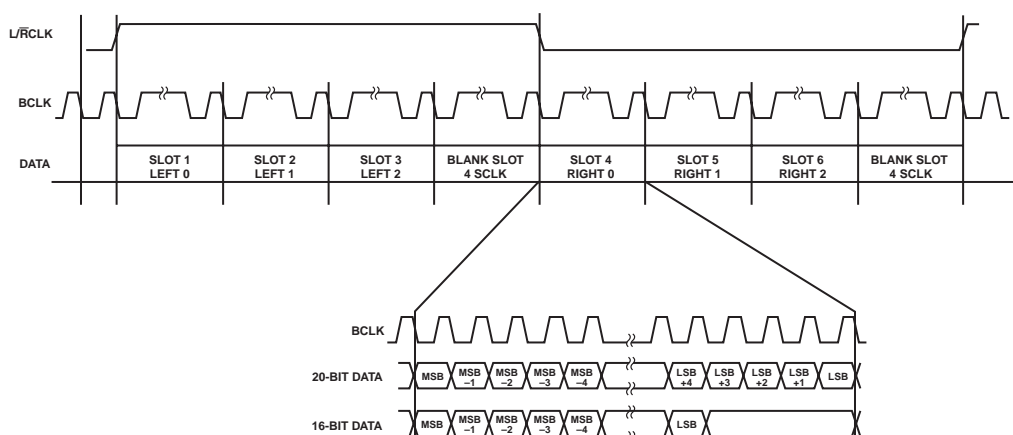 L/R̅CLK
BCLK
DATA
SLOT 1
LEFT 0
SLOT 2
LEFT 1
SLOT 3
LEFT 2
BLANK SLOT
4 SCLK
SLOT 4
RIGHT 0
SLOT 5
RIGHT 1
SLOT 6
RIGHT 2
BLANK SLOT
4 SCLK
BCLK
20-BIT DATA
MSB
MSB
–1
MSB
–2
MSB
–3
MSB
–4
LSB
+4
LSB
+3
LSB
+2
LSB
+1
LSB
16-BIT DATA
MSB
MSB
–1
MSB
–2
MSB
–3
MSB
–4
LSB